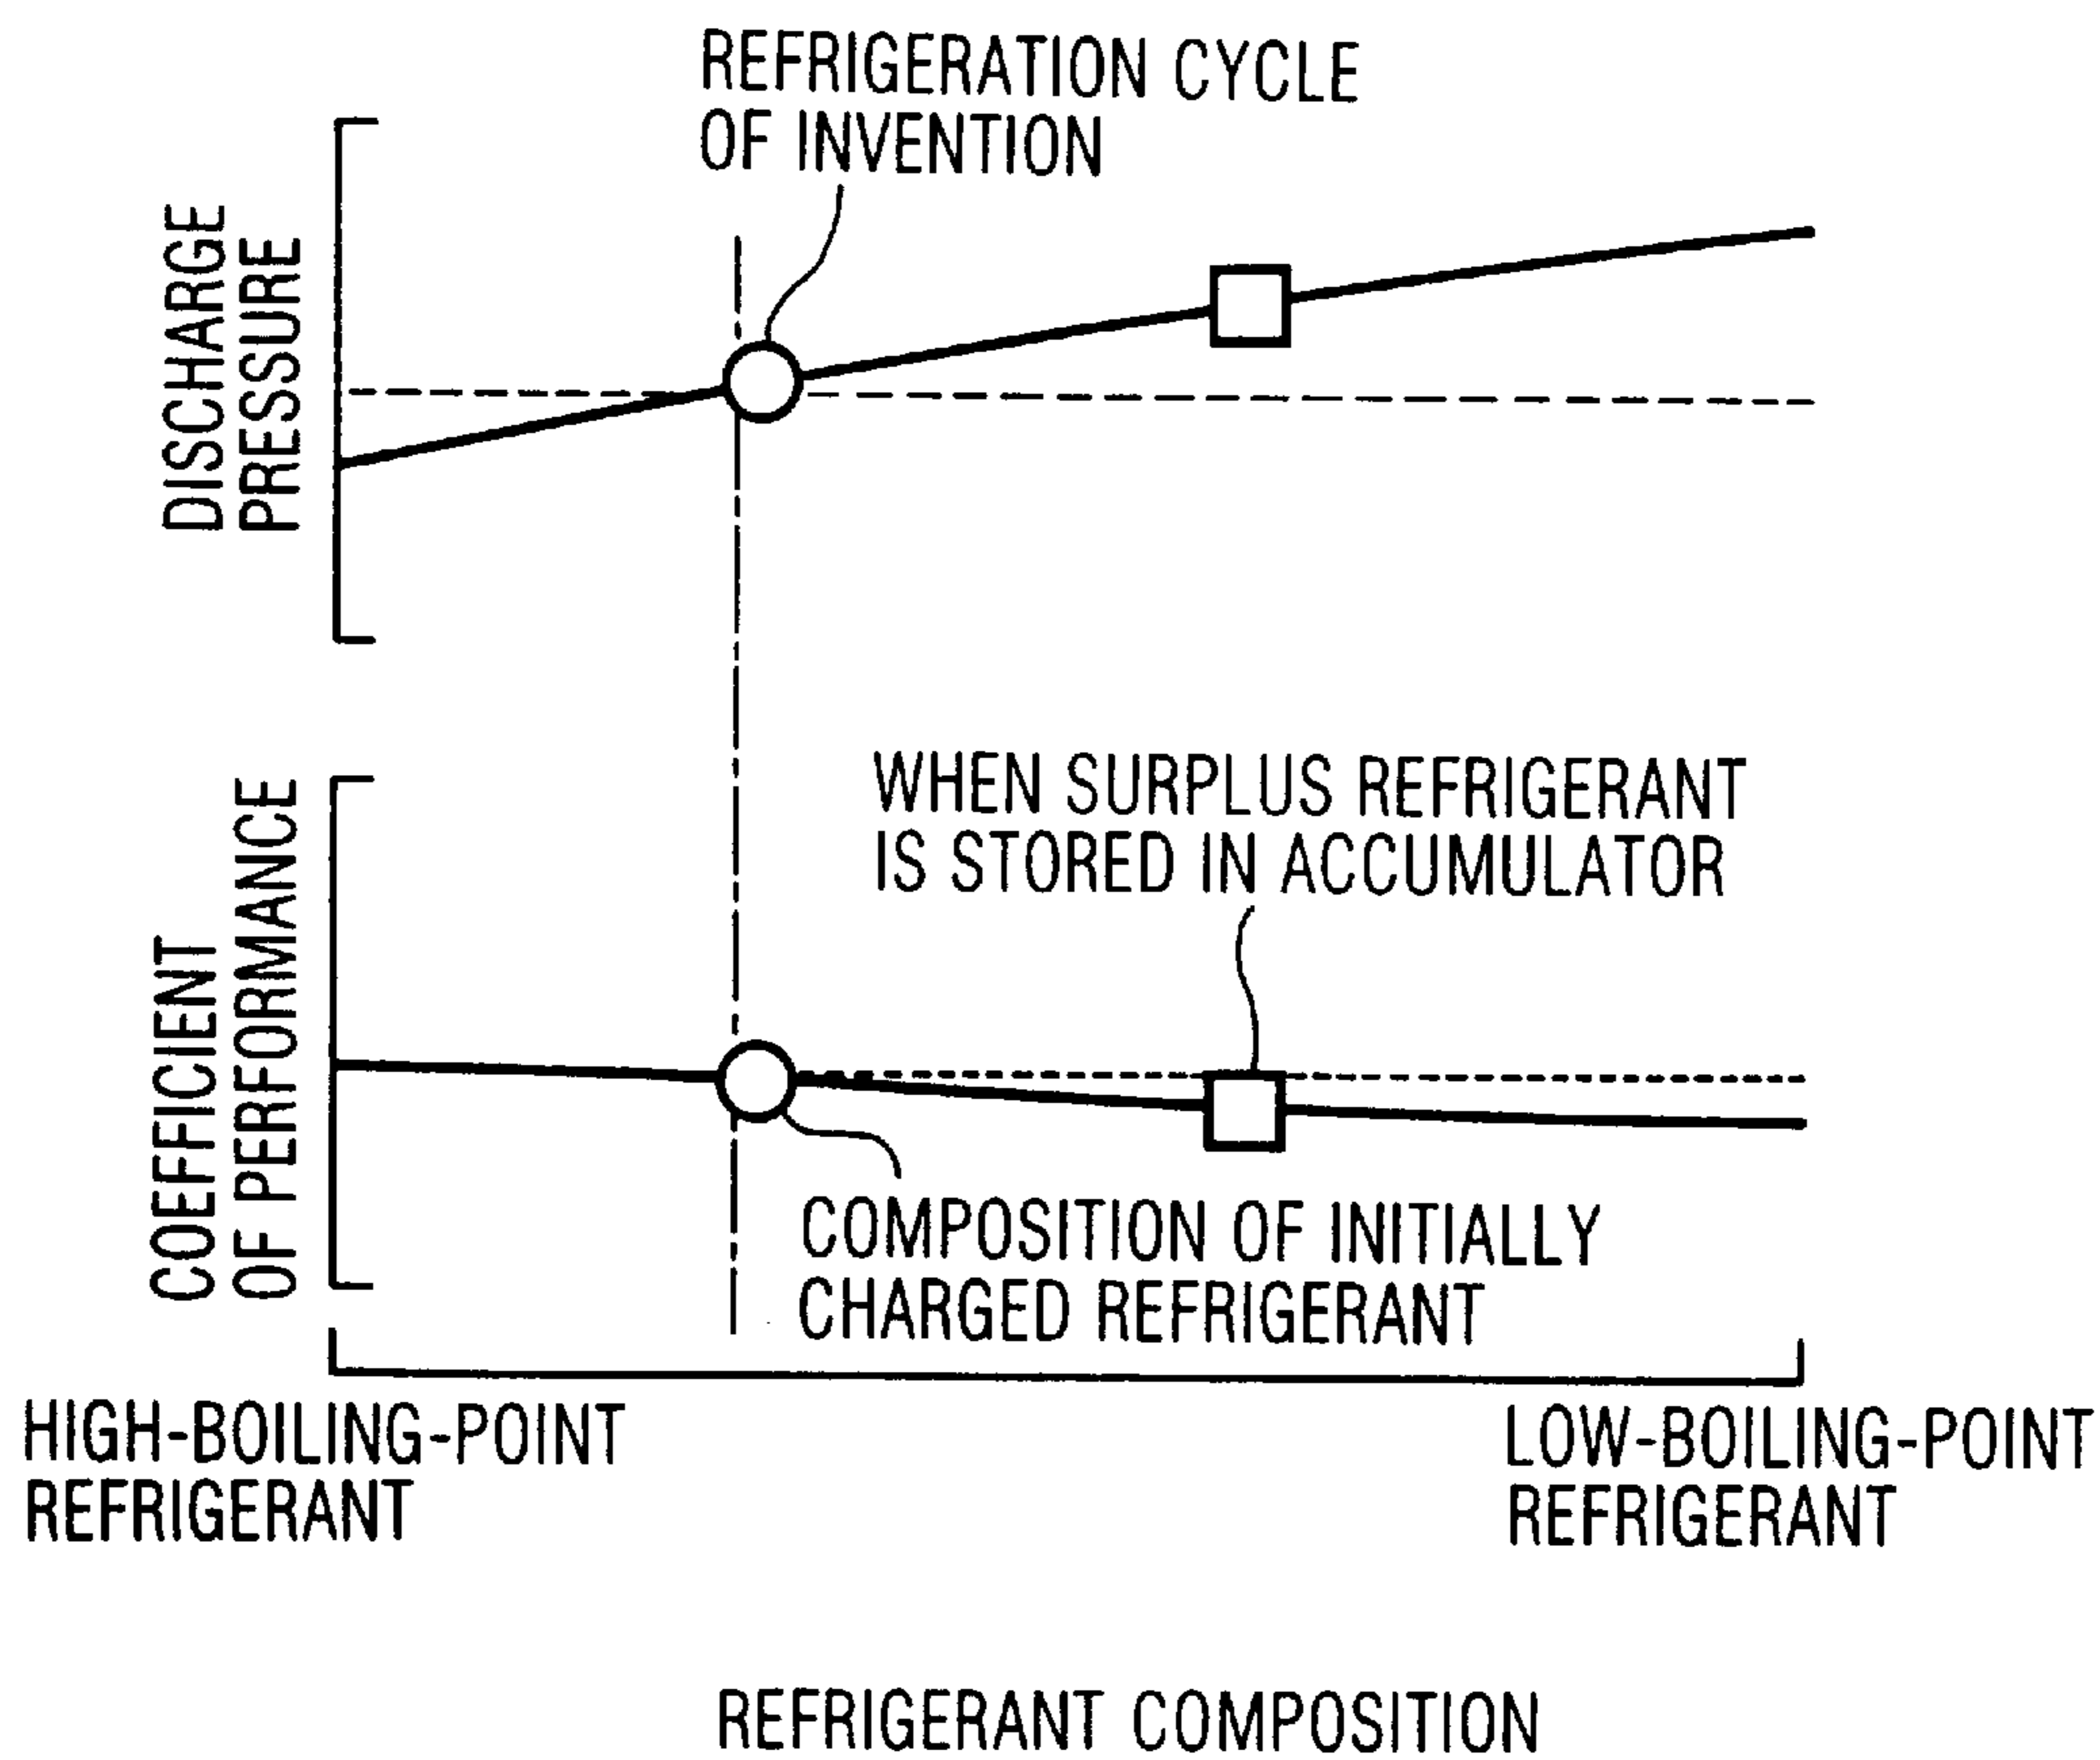 REFRIGERATION CYCLE
OF INVENTION
DISCHARGE
PRESSURE
WHEN SURPLUS REFRIGERANT
IS STORED IN ACCUMULATOR
COEFFICIENT
OF PERFORMANCE
COMPOSITION OF INITIALLY
CHARGED REFRIGERANT
HIGH-BOILING-POINT
REFRIGERANT
LOW-BOILING-POINT
REFRIGERANT
REFRIGERANT COMPOSITION